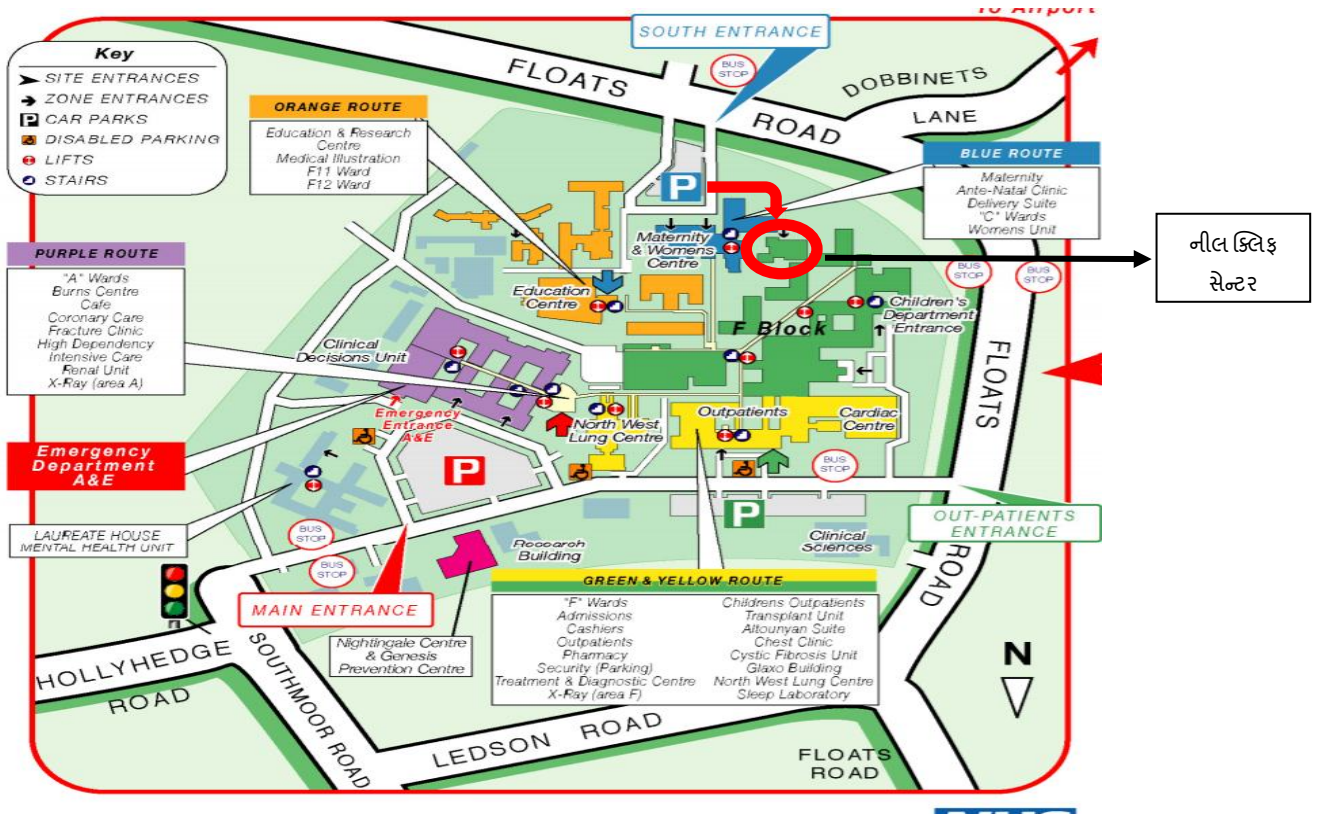 To Airport
SOUTH ENTRANCE
Key
SITE ENTRANCES
ZONE ENTRANCES
P CAR PARKS
DISABLED PARKING
LIFTS
STAIRS
FLOATS
ROAD
BUS
STOP
DOBBINETS
LANE
ORANGE ROUTE
Education & Research
Centre
Medical Illustration
F11 Ward
F12 Ward
BLUE ROUTE
Maternity
Ante-Natal Clinic
Delivery Suite
"C" Wards
Womens Unit
P
Maternity
& Womens
Centre
નીલ ક્લિફ
સેન્ટર
PURPLE ROUTE
"A" Wards
Burns Centre
Cafe
Coronary Care
Fracture Clinic
High Dependency
Intensive Care
Renal Unit
X-Ray (area A)
Education
Centre
BUS
STOP
BUS
STOP
Children's
Department
Entrance
F Block
Clinical
Decisions Unit
FLOATS
ROAD
Emergency
Entrance
A&E
North West
Lung Centre
Outpatients
Cardiac
Centre
Emergency
Department
A&E
P
BUS
STOP
P
OUT-PATIENTS
ENTRANCE
LAUREATE HOUSE
MENTAL HEALTH UNIT
BUS
STOP
BUS
STOP
Research
Building
Clinical
Sciences
MAIN ENTRANCE
Nightingale Centre
& Genesis
Prevention Centre
GREEN & YELLOW ROUTE
"F" Wards
Admissions
Cashiers
Outpatients
Pharmacy
Security (Parking)
Treatment & Diagnostic Centre
X-Ray (area F)
Childrens Outpatients
Transplant Unit
Altounyan Suite
Chest Clinic
Cystic Fibrosis Unit
Glaxo Building
North West Lung Centre
Sleep Laboratory
HOLLYHEDGE
ROAD
SOUTHMOOR ROAD
LEDSON ROAD
FLOATS
ROAD
N
NHS